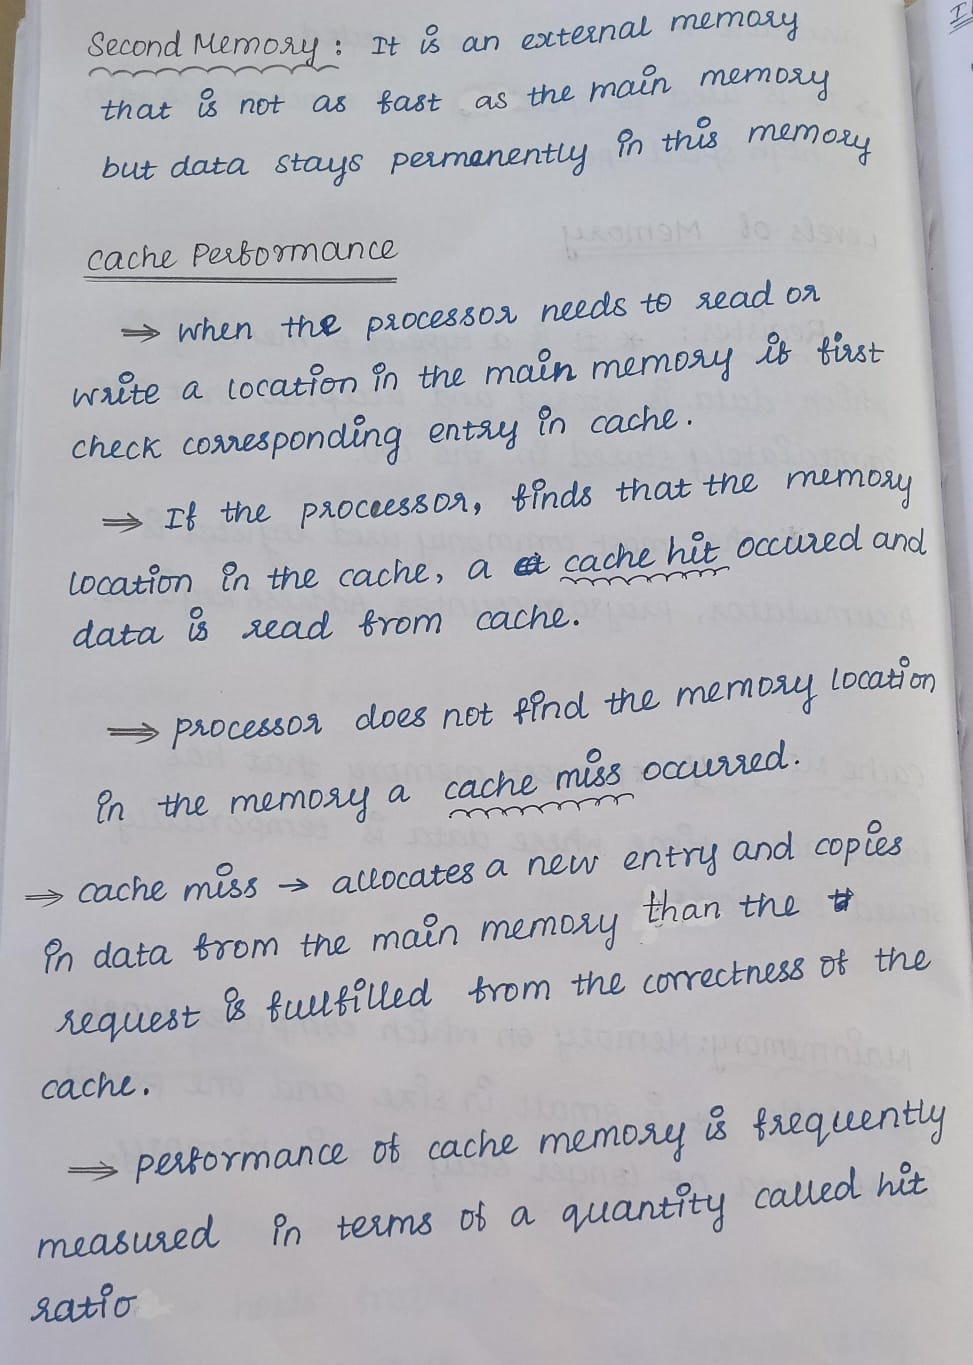 Second Memory : It is an external memory
that is not as fast as the main memory
but data stays permenently in this memory
cache Performance
⇒ when the processor needs to read or
write a location in the main memory it first
check corresponding entry in cache.
⇒ If the processor, finds that the memory
location in the cache, a cache hit occured and
data is read from cache.
⇒ processor does not find the memory location
in the memory a cache miss occurred.
⇒ cache miss → allocates a new entry and copies
in data from the main memory than the
request is fullfilled from the correctness of the
cache.
⇒ performance of cache memory is frequently
measured in terms of a quantity called hit
ratio